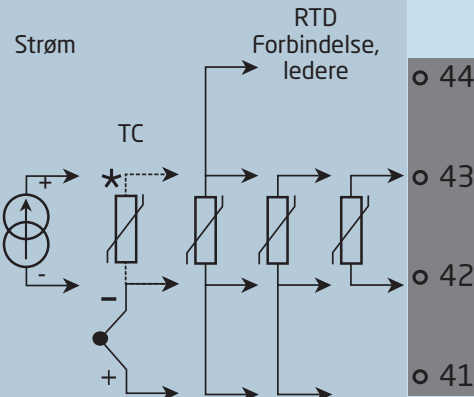 Strøm
RTD
Forbindelse,
ledere
TC
44
*
43
+
-
42
-
+
41